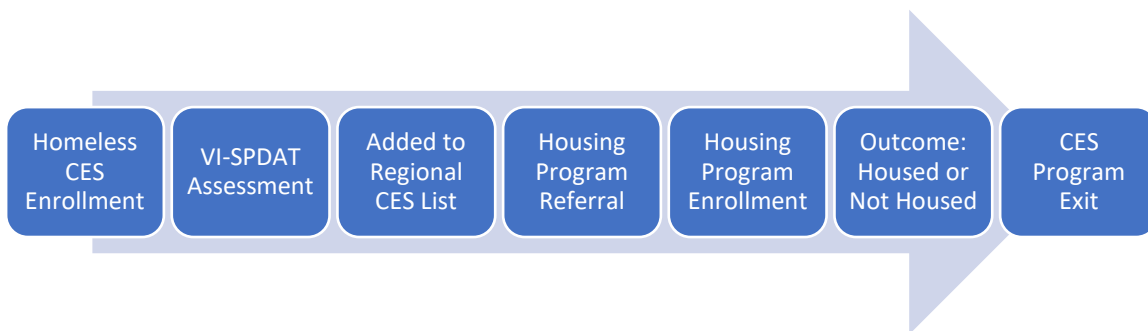 Homeless
CES
Enrollment
VI-SPDAT
Assessment
Added to
Regional
CES List
Housing
Program
Referral
Housing
Program
Enrollment
Outcome:
Housed or
Not Housed
CES
Program
Exit